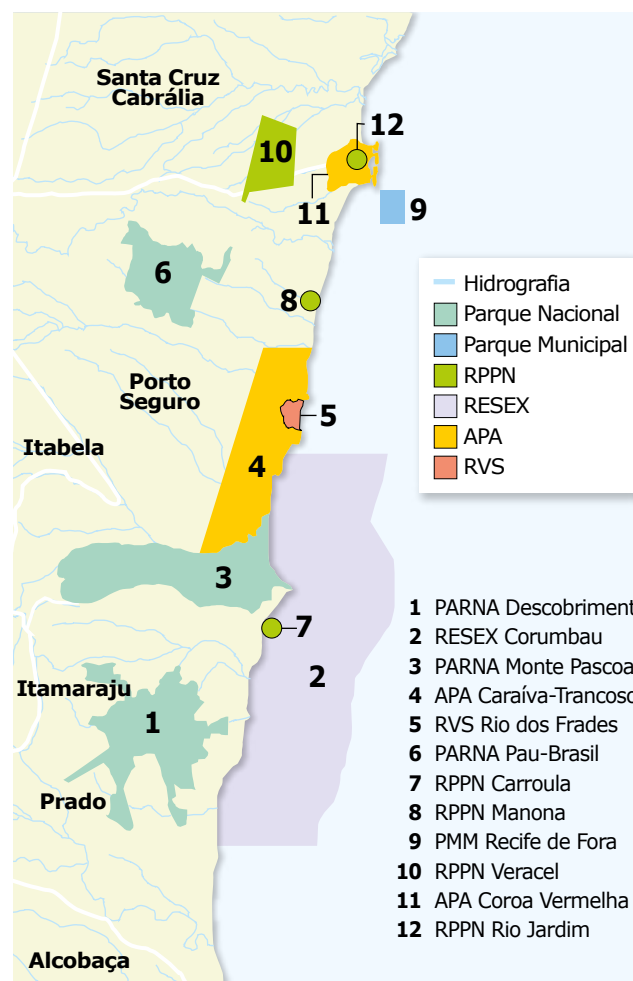 Santa Cruz
Cabrália
12
10
11
9
6
8
Porto
Seguro
5
Itabela
4
3
7
2
Itamaraju
1
Prado
Alcobaça
Hidrografia
Parque Nacional
Parque Municipal
RPPN
RESEX
APA
RVS
1 PARNA Descobriment
2 RESEX Corumbau
3 PARNA Monte Pascoa
4 APA Caraíva-Trancoso
5 RVS Rio dos Frades
6 PARNA Pau-Brasil
7 RPPN Carroula
8 RPPN Manona
9 PMM Recife de Fora
10 RPPN Veracel
11 APA Coroa Vermelha
12 RPPN Rio Jardim